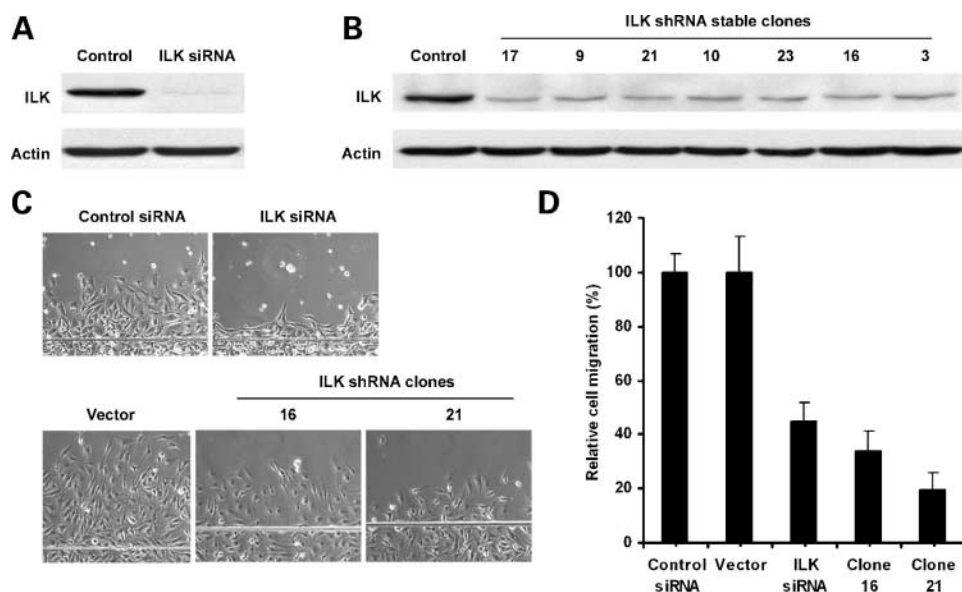 A
Control ILK siRNA
ILK
Actin
B
ILK shRNA stable clones
Control 17 9 21 10 23 16 3
ILK
Actin
C
Control siRNA ILK siRNA
ILK shRNA clones
Vector 16 21
D
Relative cell migration (%)
120
100
80
60
40
20
0
Control siRNA
Vector
ILK siRNA
Clone 16
Clone 21